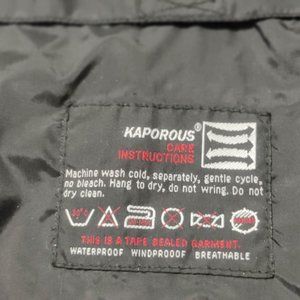 KAPOROUS®
CARE
INSTRUCTIONS
Machine wash cold, separately, gentle cycle,
no bleach. Hang to dry, do not wring. Do not
dry clean.
30°c
THIS IS A TAPE SEALED GARMENT.
WATERPROOF WINDPROOF BREATHABLE